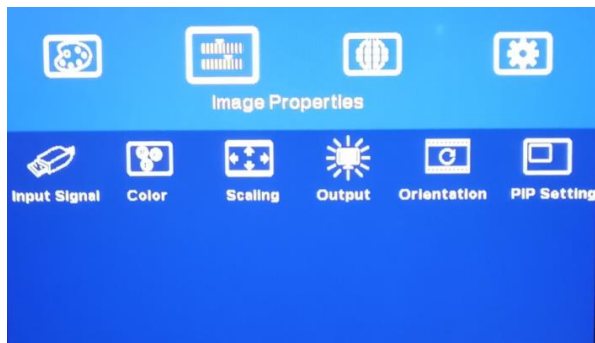 Image Properties
Input Signal
Color
Scaling
Output
Orientation
PIP Setting